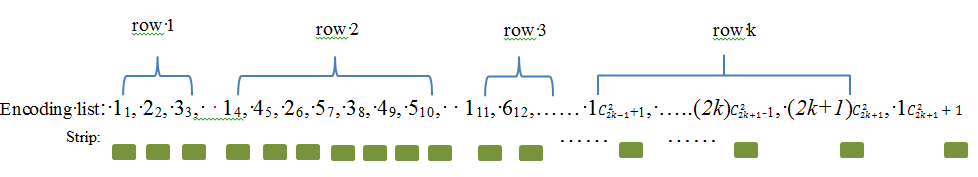 row 1 row 2 row 3 row k
Encoding list: 1₁, 2₂, 3₃, 1₄, 4₅, 2₆, 5₇, 3₈, 4₉, 5₁₀, 1₁₁, 6₁₂,…… 1c²₂ₖ₋₁+1, …..(2k)c²₂ₖ₊₁-1, (2k+1)c²₂ₖ₊₁, 1c²₂ₖ₊₁+1
Strip: …… ……